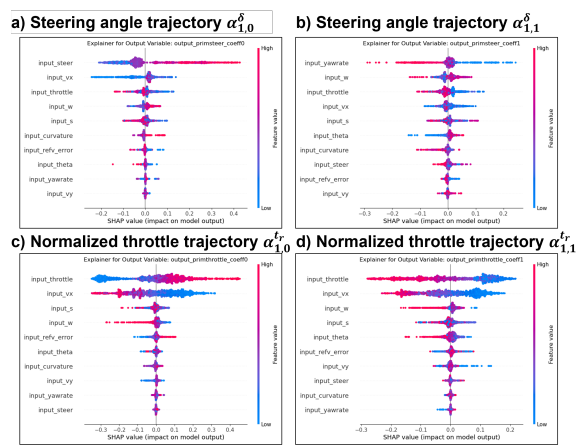 a) Steering angle trajectory α^δ_1,0
Explainer for Output Variable: output_primsteer_coeff0
High
input_steer
input_vx
input_throttle
input_w
input_s
input_curvature
input_refv_error
input_theta
input_yawrate
input_vy
Feature value
Low
−0.2 −0.1 0.0 0.1 0.2 0.3 0.4
SHAP value (impact on model output)
b) Steering angle trajectory α^δ_1,1
Explainer for Output Variable: output_primsteer_coeff1
High
input_yawrate
input_w
input_throttle
input_vx
input_s
input_theta
input_curvature
input_steer
input_refv_error
input_vy
Feature value
Low
−0.3 −0.2 −0.1 0.0 0.1 0.2
SHAP value (impact on model output)
c) Normalized throttle trajectory α^tr_1,0
Explainer for Output Variable: output_primthrottle_coeff0
High
input_throttle
input_vx
input_s
input_w
input_refv_error
input_theta
input_curvature
input_vy
input_yawrate
input_steer
Feature value
Low
−0.3 −0.2 −0.1 0.0 0.1 0.2 0.3 0.4
SHAP value (impact on model output)
d) Normalized throttle trajectory α^tr_1,1
Explainer for Output Variable: output_primthrottle_coeff1
High
input_throttle
input_vx
input_w
input_s
input_theta
input_refv_error
input_vy
input_steer
input_curvature
input_yawrate
Feature value
Low
−0.3 −0.2 −0.1 0.0 0.1 0.2
SHAP value (impact on model output)